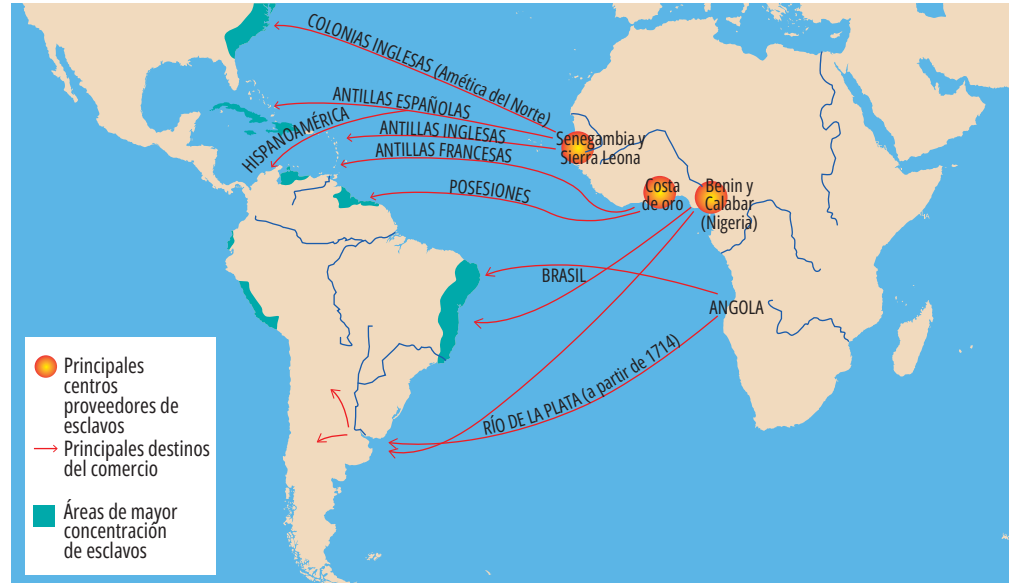 COLONIAS INGLESAS (Amética del Norte)
ANTILLAS ESPAÑOLAS
HISPANOAMÉRICA
ANTILLAS INGLESAS
ANTILLAS FRANCESAS
POSESIONES
Senegambia y
Sierra Leona
Costa
de oro
Benin y
Calabar
(Nigeria)
BRASIL
ANGOLA
RÍO DE LA PLATA (a partir de 1714)
Principales
centros
proveedores de
esclavos
Principales destinos
del comercio
Áreas de mayor
concentración
de esclavos